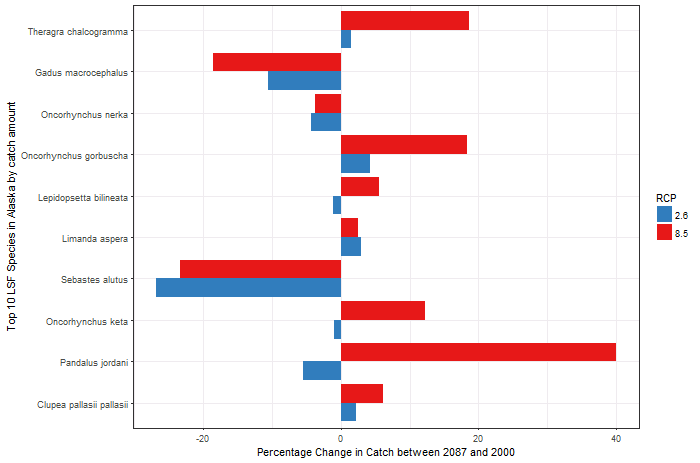 Top 10 LSF Species in Alaska by catch amount
Theragra chalcogramma
Gadus macrocephalus
Oncorhynchus nerka
Oncorhynchus gorbuscha
Lepidopsetta bilineata
Limanda aspera
Sebastes alutus
Oncorhynchus keta
Pandalus jordani
Clupea pallasii pallasii
-20 0 20 40
Percentage Change in Catch between 2087 and 2000
RCP
2.6
8.5